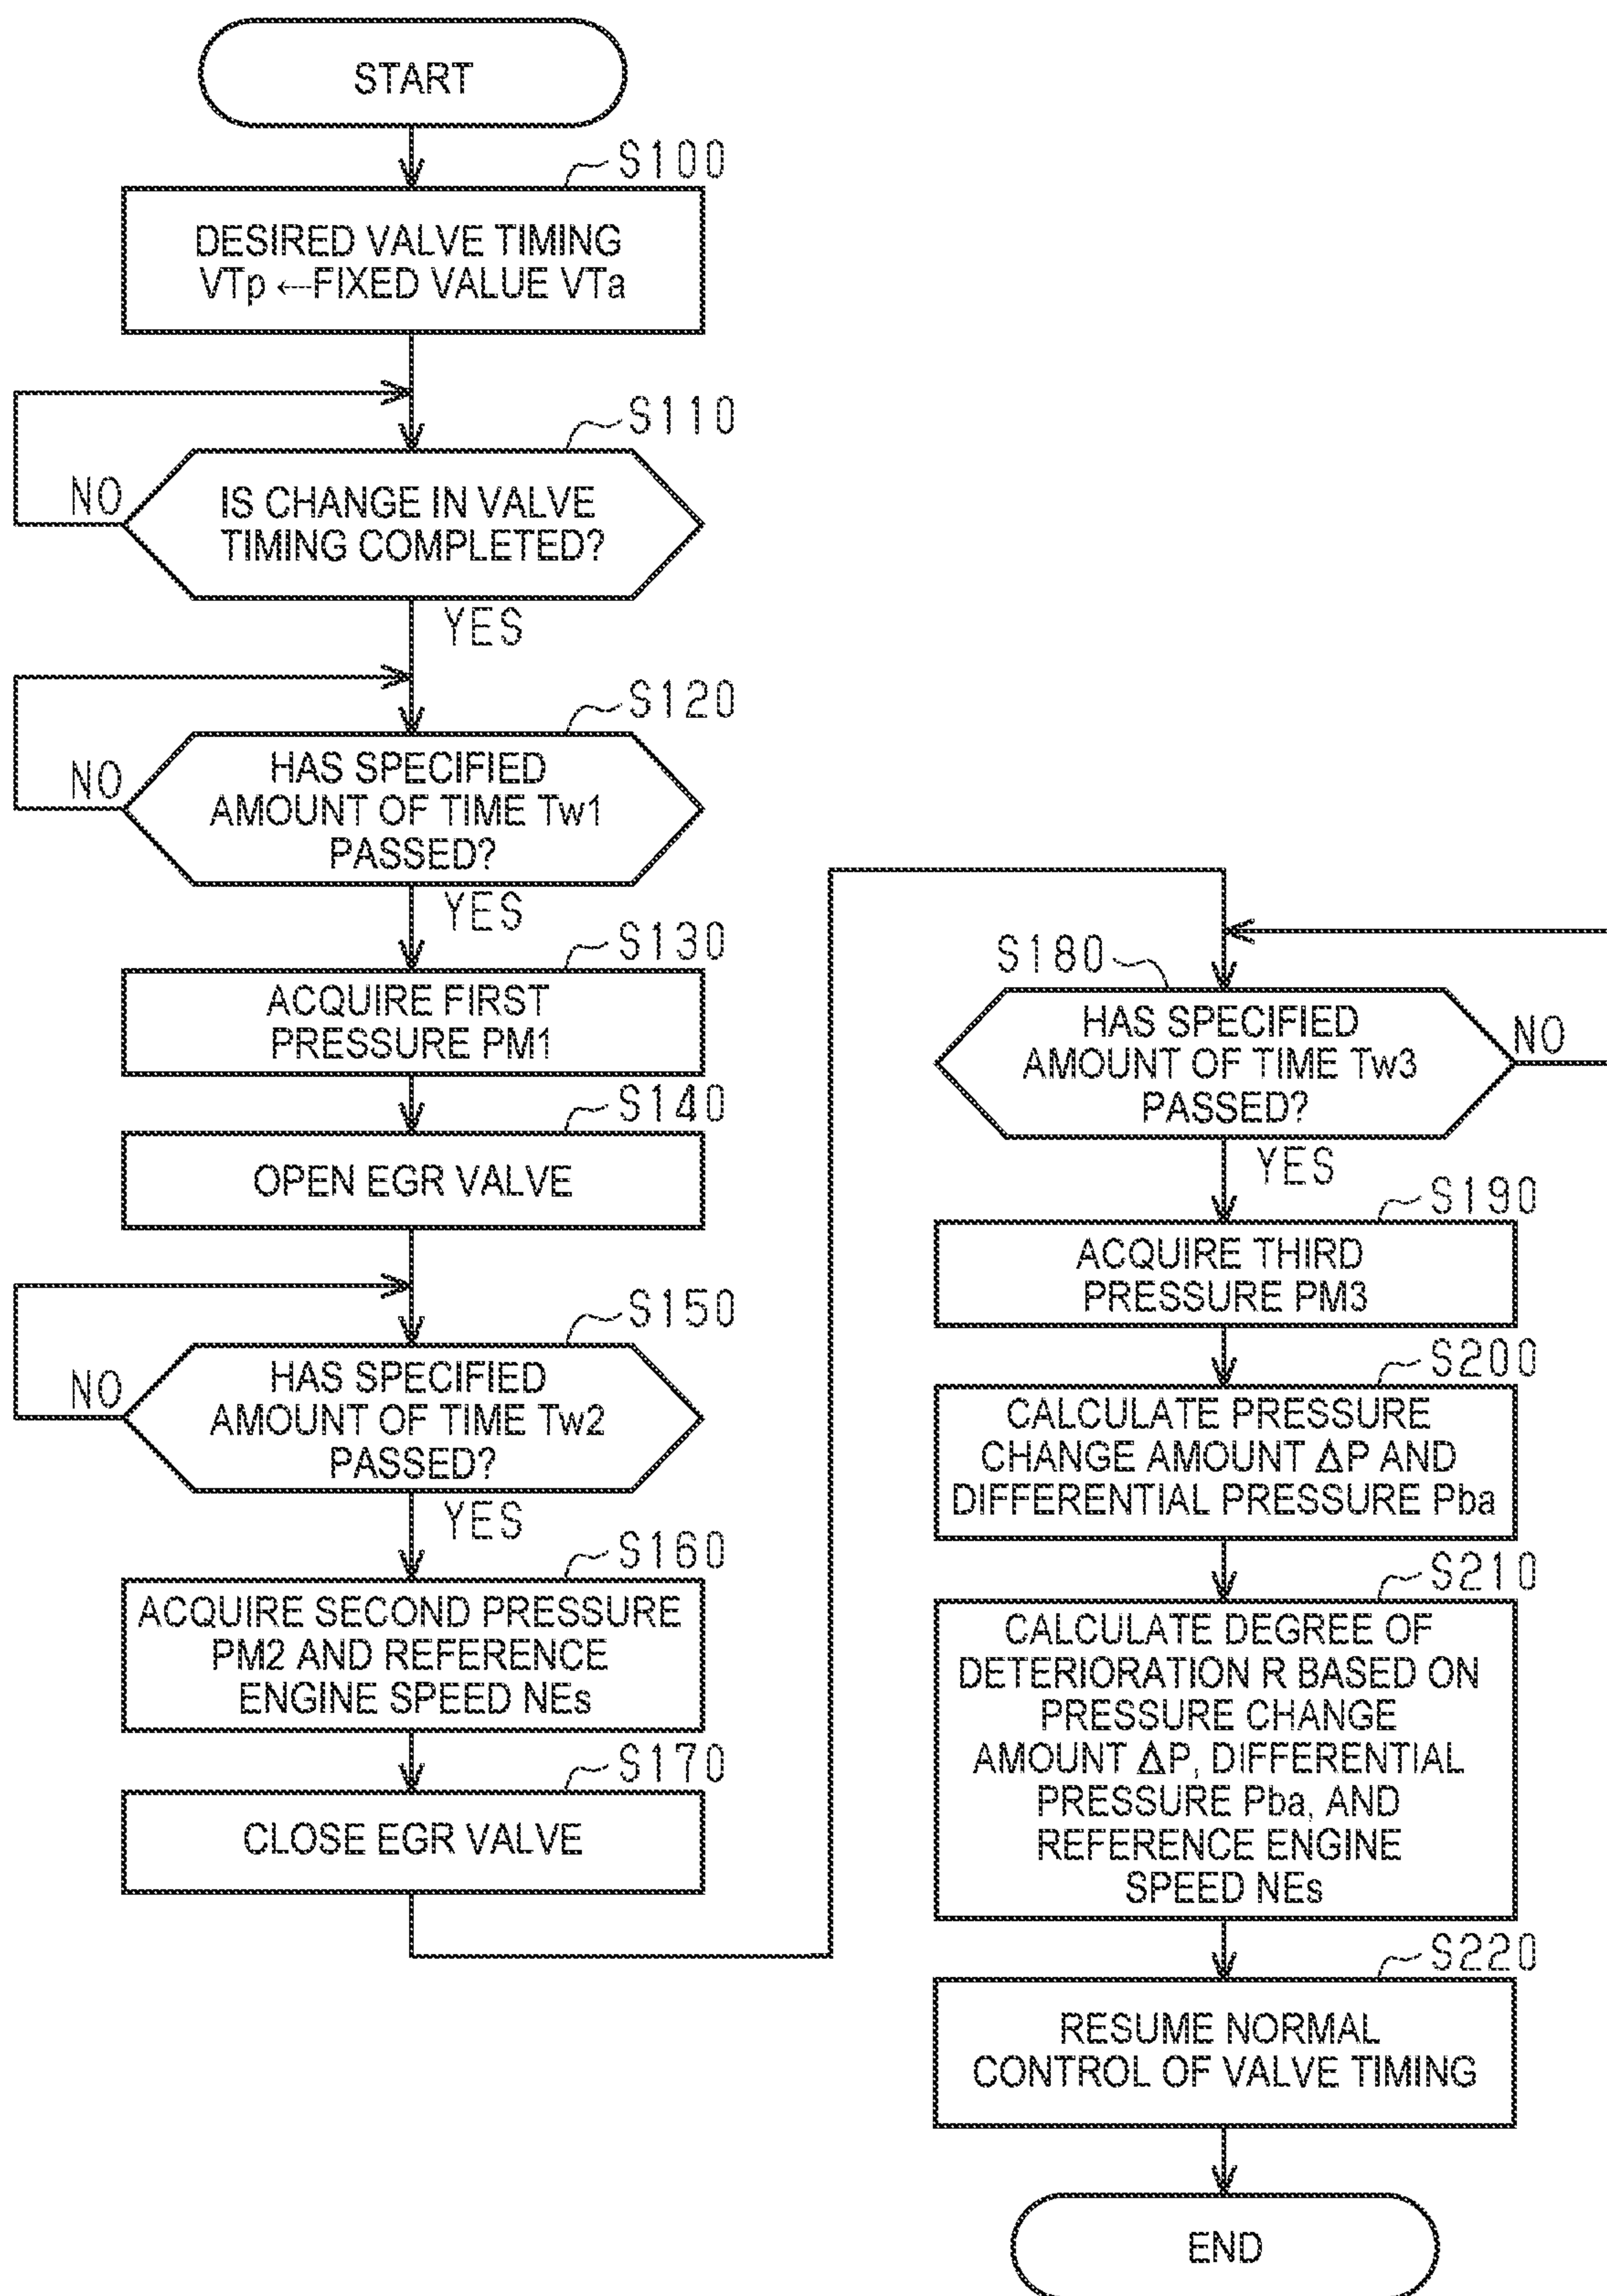 START
S100
DESIRED VALVE TIMING
VTp ←FIXED VALUE VTa
S110
IS CHANGE IN VALVE
TIMING COMPLETED?
NO
YES
S120
HAS SPECIFIED
AMOUNT OF TIME Tw1
PASSED?
NO
YES
S130
ACQUIRE FIRST
PRESSURE PM1
S140
OPEN EGR VALVE
S150
HAS SPECIFIED
AMOUNT OF TIME Tw2
PASSED?
NO
YES
S160
ACQUIRE SECOND PRESSURE
PM2 AND REFERENCE
ENGINE SPEED NEs
S170
CLOSE EGR VALVE
S180
HAS SPECIFIED
AMOUNT OF TIME Tw3
PASSED?
NO
YES
S190
ACQUIRE THIRD
PRESSURE PM3
S200
CALCULATE PRESSURE
CHANGE AMOUNT ΔP AND
DIFFERENTIAL PRESSURE Pba
S210
CALCULATE DEGREE OF
DETERIORATION R BASED ON
PRESSURE CHANGE
AMOUNT ΔP, DIFFERENTIAL
PRESSURE Pba, AND
REFERENCE ENGINE
SPEED NEs
S220
RESUME NORMAL
CONTROL OF VALVE TIMING
END